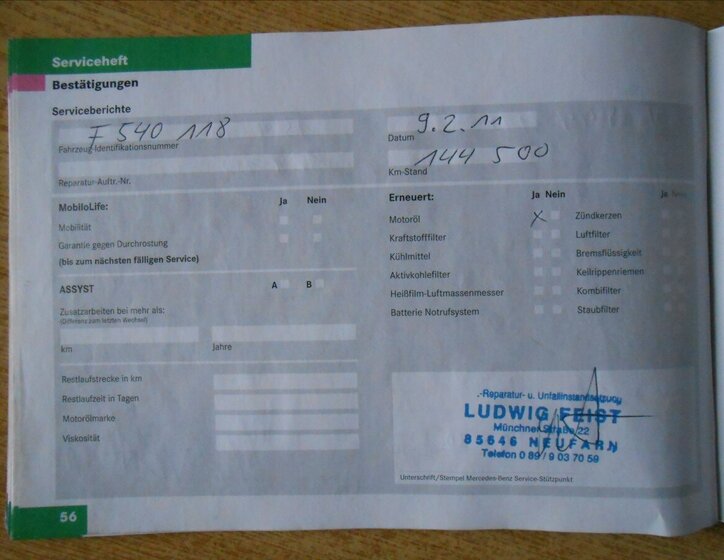 Serviceheft
Bestätigungen
Serviceberichte
F 540 118
Fahrzeug-Identifikationsnummer
Reparatur-Auftr.-Nr.
9.2.11
Datum
144 500
Km-Stand
MobiloLife: Ja Nein
Mobilität
Garantie gegen Durchrostung
(bis zum nächsten fälligen Service)
ASSYST A B
Zusatzarbeiten bei mehr als:
(Differenz zum letzten Wechsel)
km Jahre
Restlaufstrecke in km
Restlaufzeit in Tagen
Motorölmarke
Viskosität
Erneuert: Ja Nein Ja Nein
Motoröl X Zündkerzen
Kraftstofffilter Luftfilter
Kühlmittel Bremsflüssigkeit
Aktivkohlefilter Keilrippenriemen
Heißfilm-Luftmassenmesser Kombifilter
Batterie Notrufsystem Staubfilter
Reparatur- u. Unfallinstandsetzung
LUDWIG FEIST
Münchner Straße 22
85646 NEUFARN
Telefon 0 89 / 9 03 70 59
Unterschrift/Stempel Mercedes-Benz Service-Stützpunkt
56